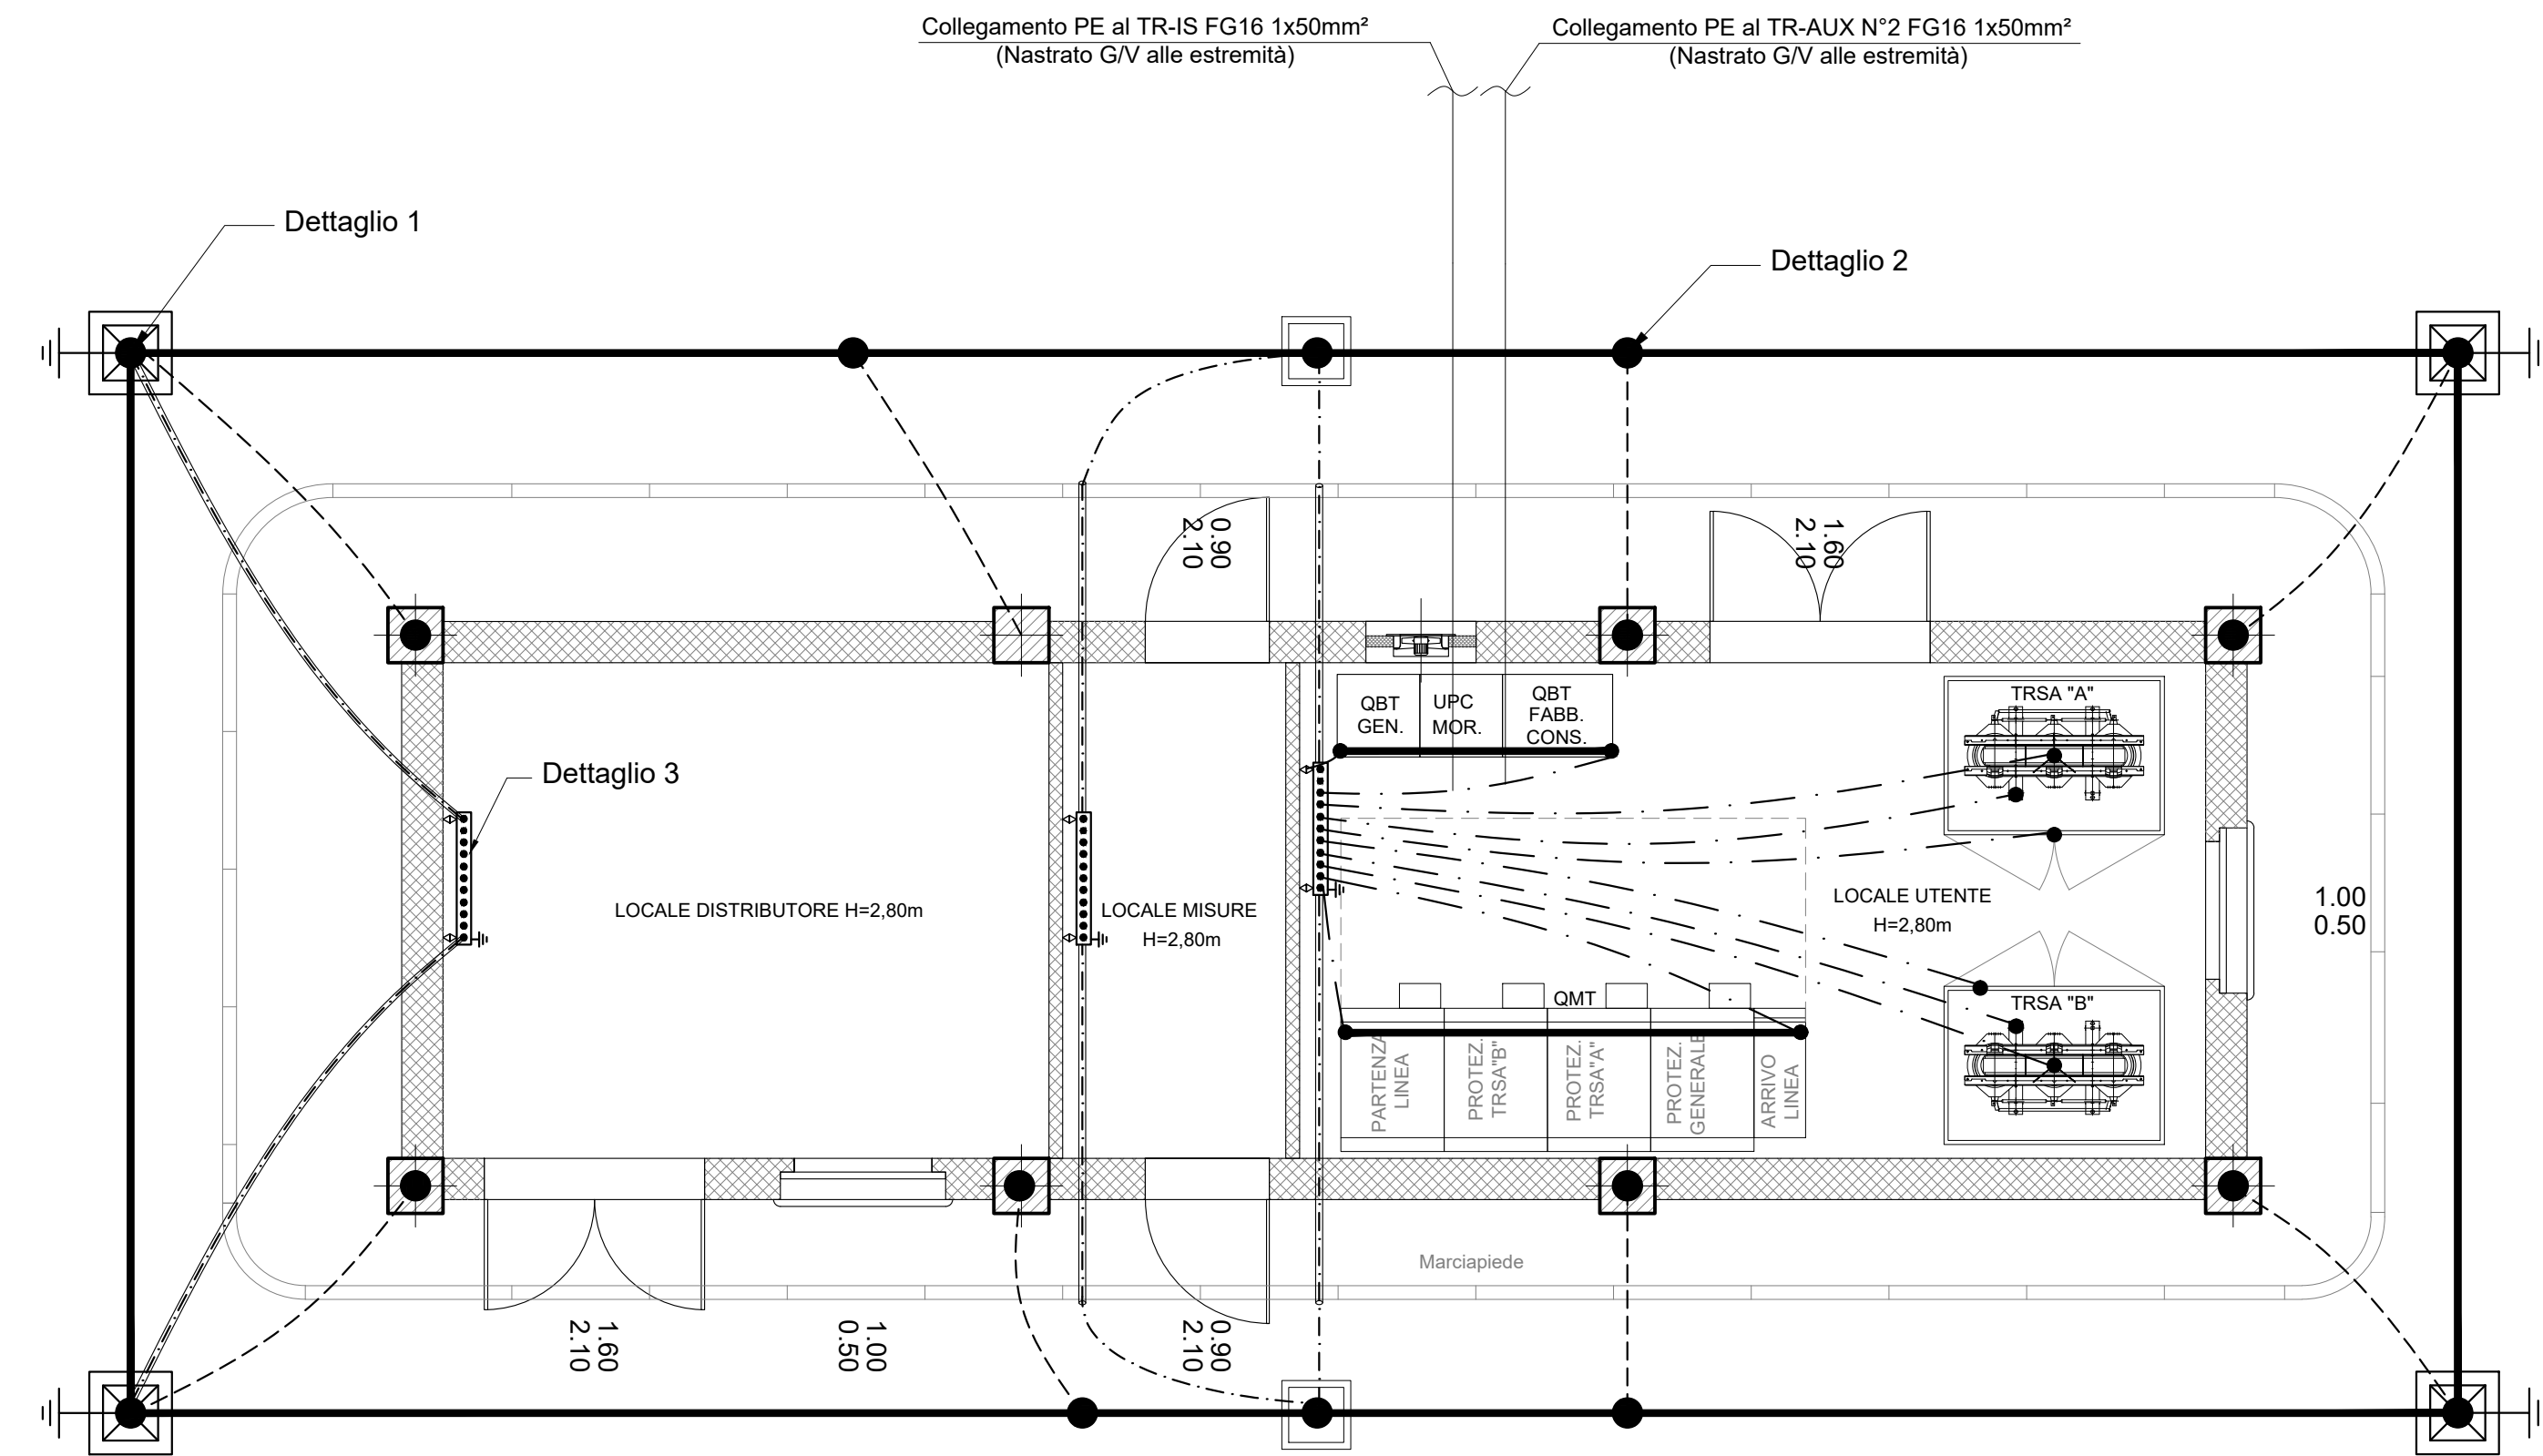 Collegamento PE al TR-IS FG16 1x50mm²
(Nastrato G/V alle estremità)
Collegamento PE al TR-AUX N°2 FG16 1x50mm²
(Nastrato G/V alle estremità)
Dettaglio 1
Dettaglio 2
0.90
2.10
1.60
2.10
QBT
GEN.
UPC
MOR.
QBT
FABB.
CONS.
TRSA "A"
Dettaglio 3
LOCALE DISTRIBUTORE H=2,80m
LOCALE MISURE
H=2,80m
LOCALE UTENTE
H=2,80m
1.00
0.50
QMT
TRSA "B"
PARTENZA
LINEA
PROTEZ.
TRSA"B"
PROTEZ.
TRSA"A"
PROTEZ.
GENERALE
ARRIVO
LINEA
Marciapiede
1.60
2.10
1.00
0.50
0.90
2.10